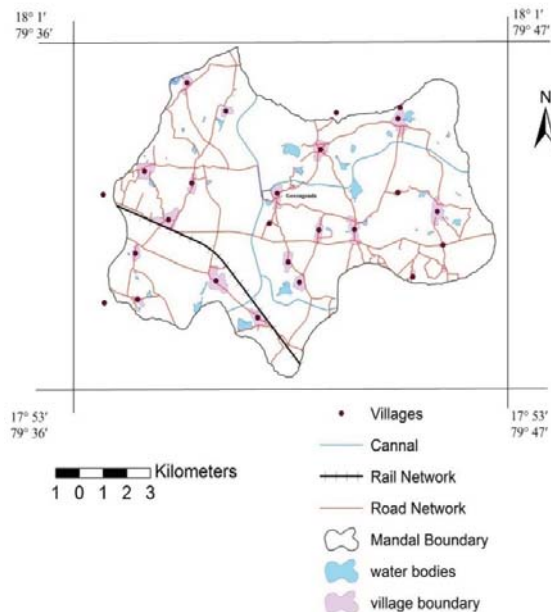 18° 1′ 18° 1′
79° 36′ 79° 47′
N
17° 53′ 17° 53′
79° 36′ 79° 47′
Villages
Cannal
Kilometers
1 0 1 2 3
Rail Network
Road Network
Mandal Boundary
water bodies
village boundary